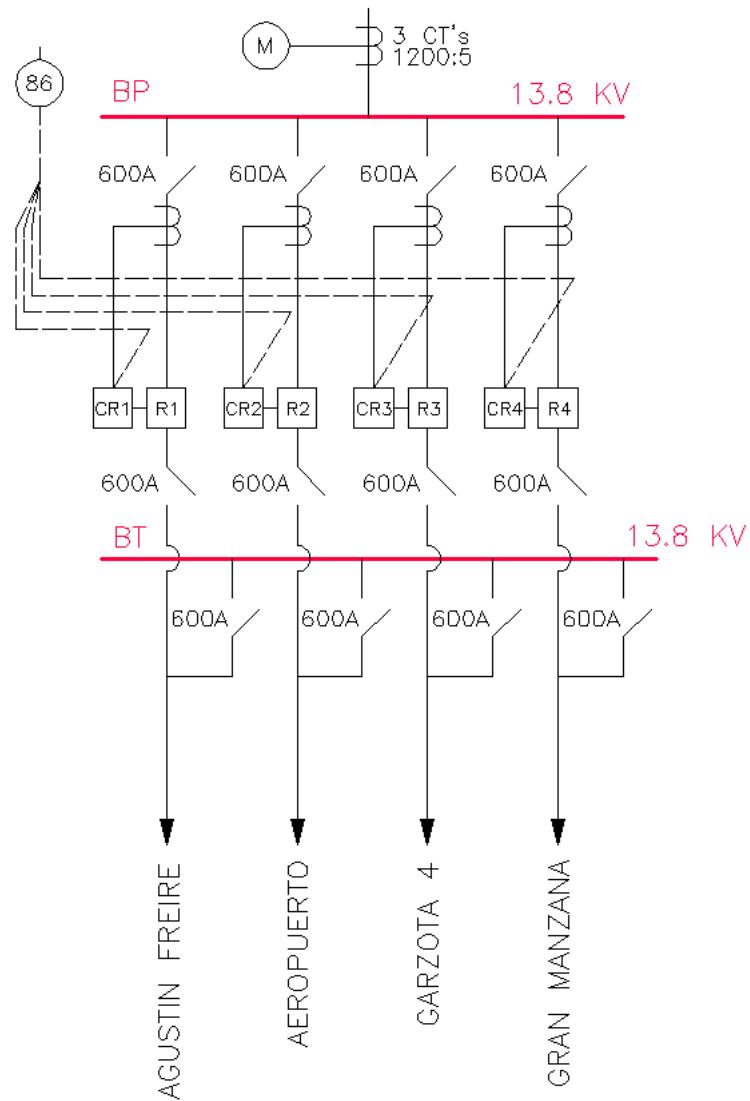 M
3 CT's
1200:5
86
BP
13.8 KV
600A
600A
600A
600A
CR1
R1
CR2
R2
CR3
R3
CR4
R4
600A
600A
600A
600A
BT
13.8 KV
600A
600A
600A
600A
AGUSTIN FREIRE
AEROPUERTO
GARZOTA 4
GRAN MANZANA